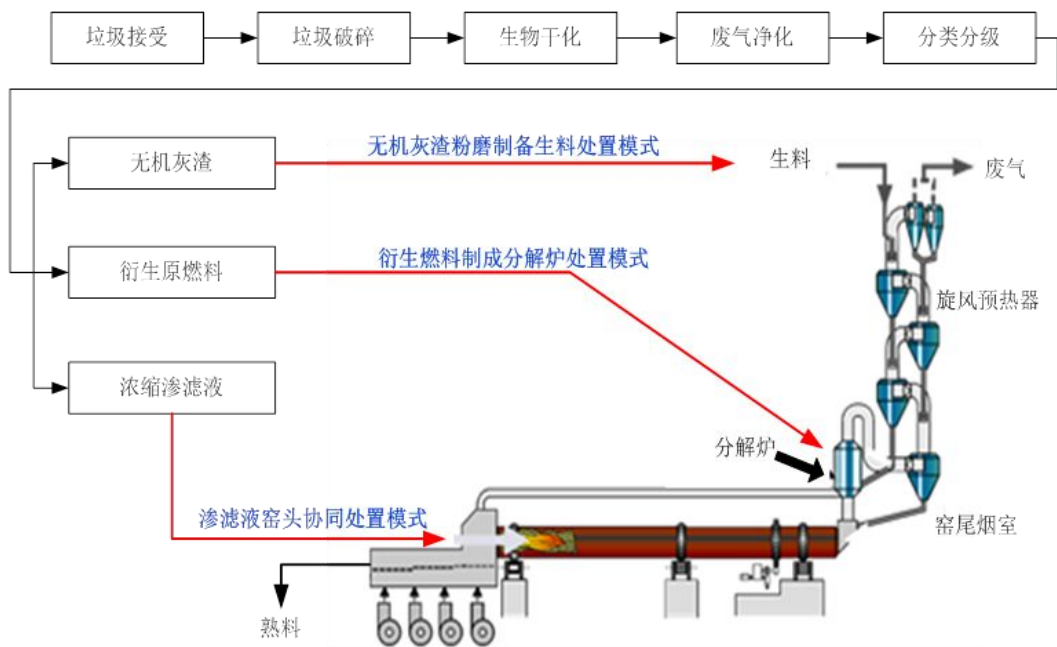 垃圾接受
垃圾破碎
生物干化
废气净化
分类分级
无机灰渣
无机灰渣粉磨制备生料处置模式
生料
废气
衍生原燃料
衍生燃料制成分解炉处置模式
旋风预热器
浓缩渗滤液
分解炉
渗滤液窑头协同处置模式
窑尾烟室
熟料